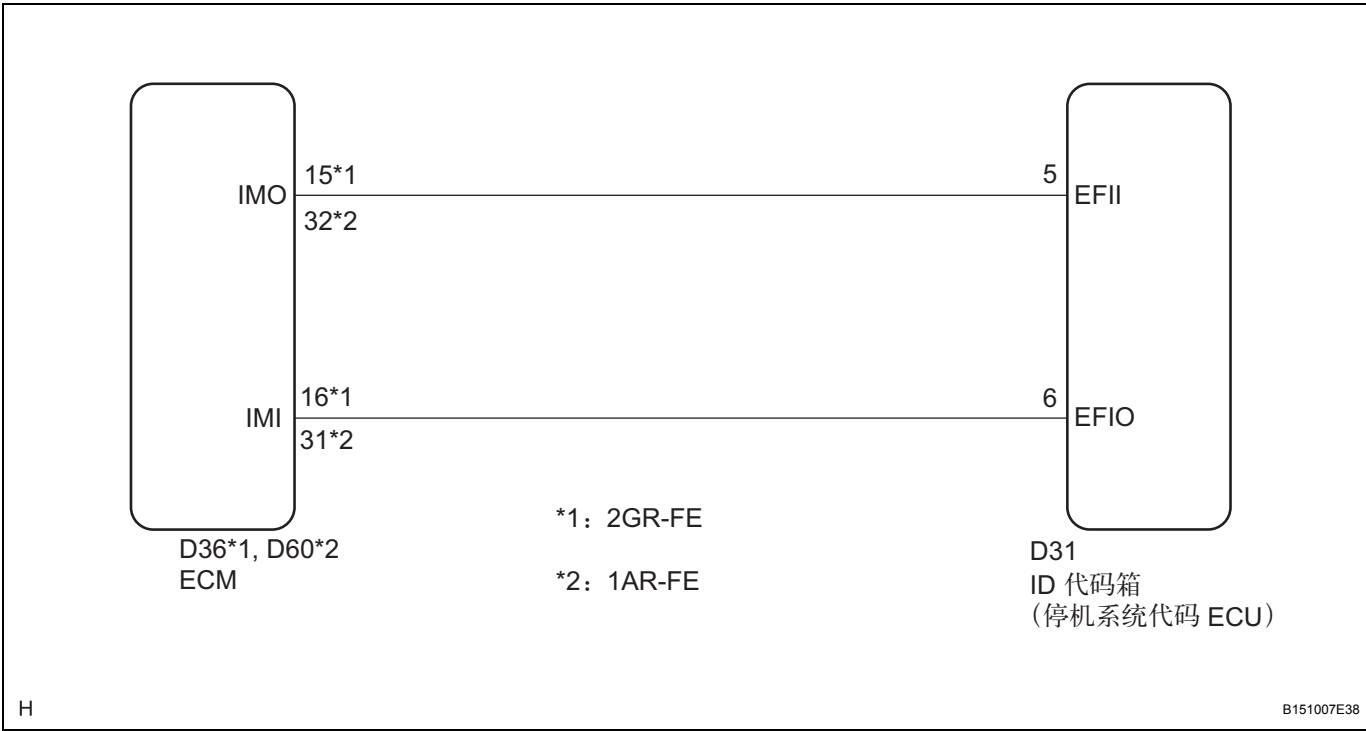 15*1
5
IMO
EFII
32*2
16*1
6
IMI
EFIO
31*2
*1：2GR-FE
D36*1, D60*2
ECM
*2：1AR-FE
D31
ID 代码箱
（停机系统代码 ECU）
H
B151007E38